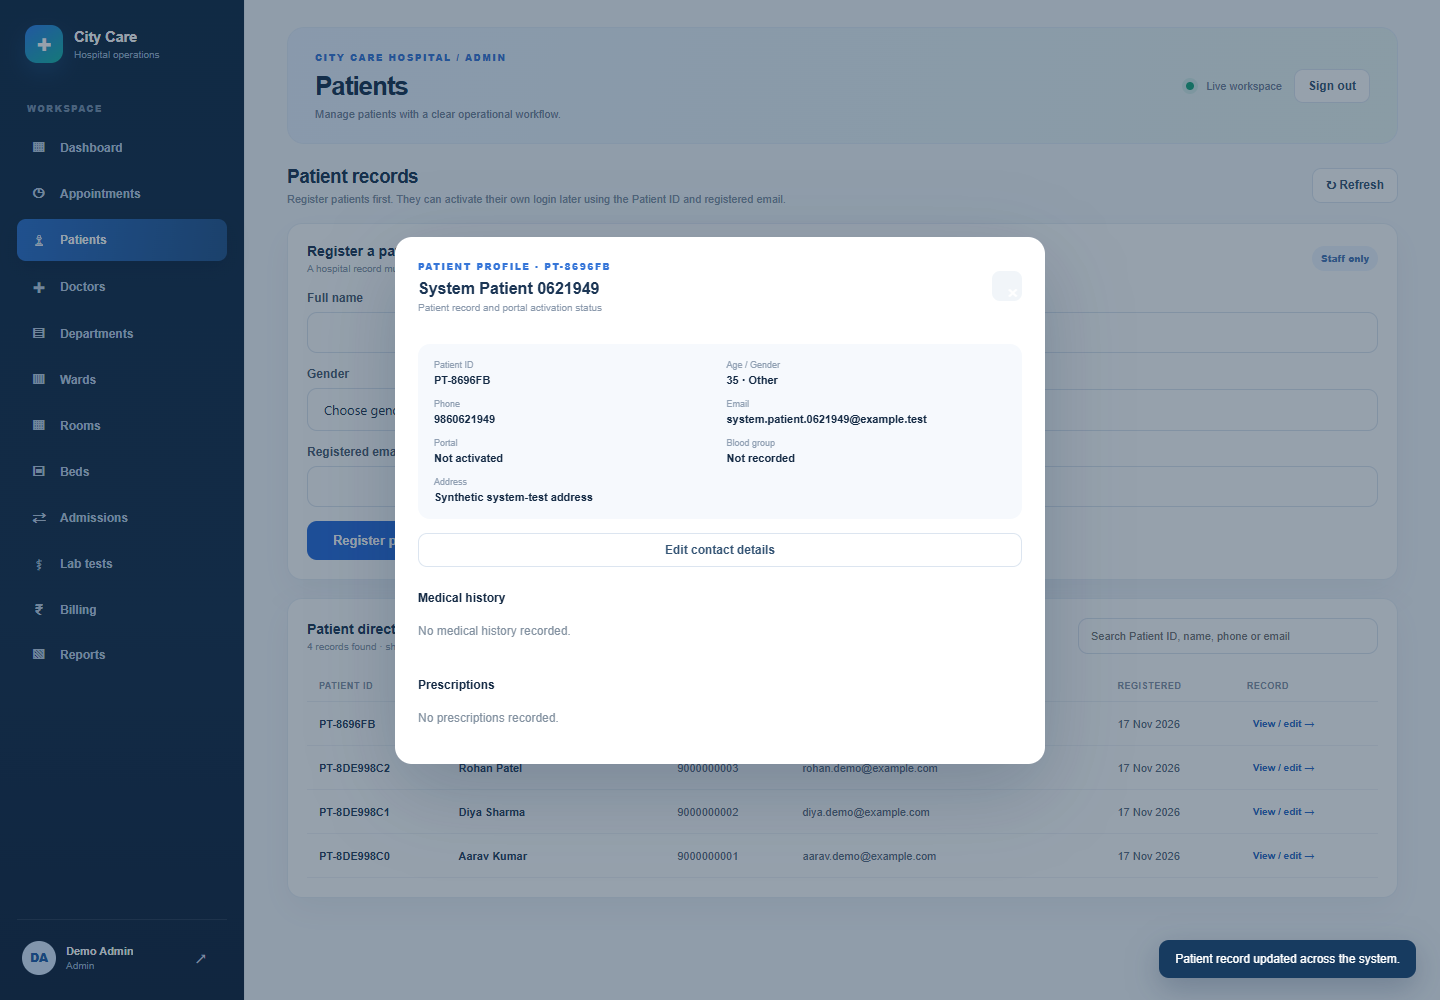 City Care
Hospital operations
WORKSPACE
Dashboard
Appointments
Patients
Doctors
Departments
Wards
Rooms
Beds
Admissions
Lab tests
Billing
Reports
DA
Demo Admin
Admin
CITY CARE HOSPITAL / ADMIN
Patients
Manage patients with a clear operational workflow.
Live workspace
Sign out
Patient records
Register patients first. They can activate their own login later using the Patient ID and registered email.
↻ Refresh
Register a pa
A hospital record mu
Staff only
Full name
Gender
Choose gend
Registered ema
Register p
PATIENT PROFILE · PT-8696FB
System Patient 0621949
Patient record and portal activation status
×
Patient ID
PT-8696FB
Age / Gender
35 · Other
Phone
9860621949
Email
system.patient.0621949@example.test
Portal
Not activated
Blood group
Not recorded
Address
Synthetic system-test address
Edit contact details
Medical history
No medical history recorded.
Prescriptions
No prescriptions recorded.
Patient direct
4 records found · sh
Search Patient ID, name, phone or email
PATIENT ID REGISTERED RECORD
PT-8696FB 17 Nov 2026 View / edit →
PT-8DE998C2 Rohan Patel 9000000003 rohan.demo@example.com 17 Nov 2026 View / edit →
PT-8DE998C1 Diya Sharma 9000000002 diya.demo@example.com 17 Nov 2026 View / edit →
PT-8DE998C0 Aarav Kumar 9000000001 aarav.demo@example.com 17 Nov 2026 View / edit →
Patient record updated across the system.